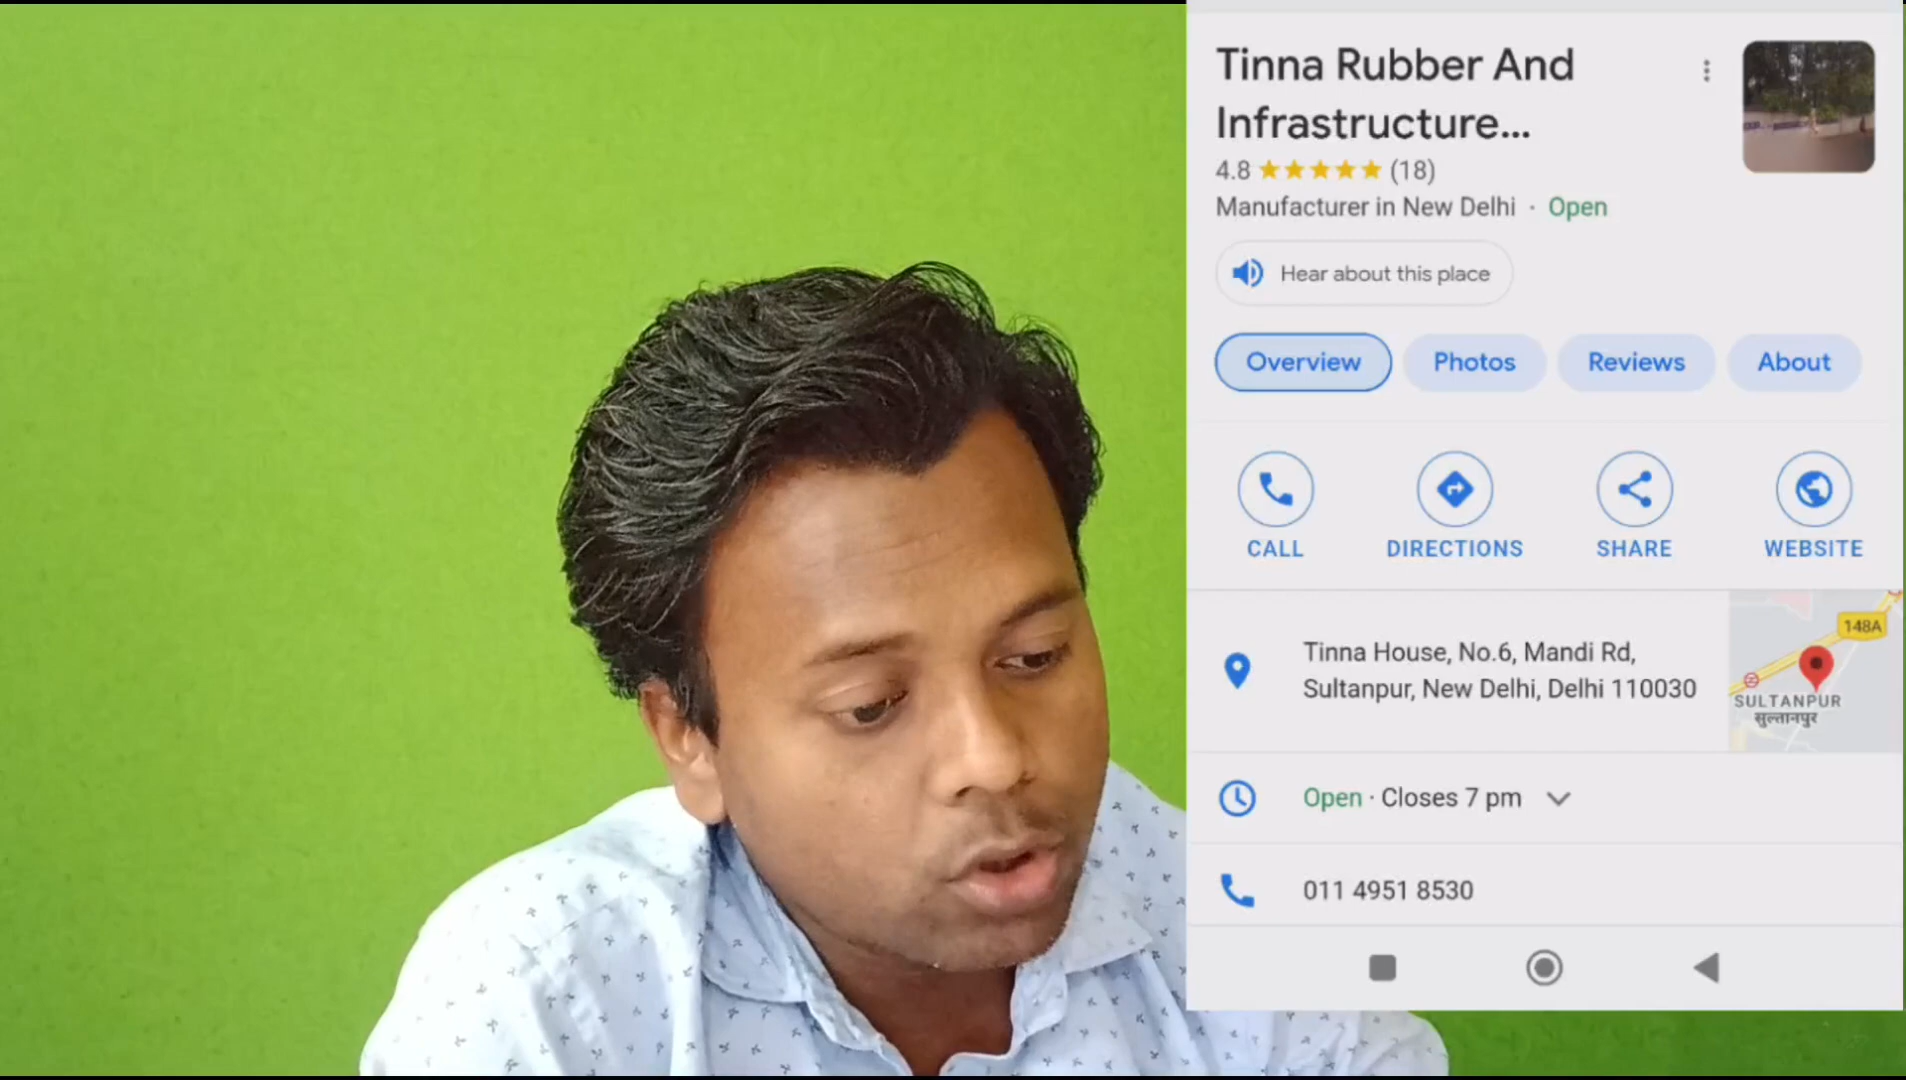 Tinna Rubber And
Infrastructure...
4.8 ★★★★★ (18)
Manufacturer in New Delhi · Open
Hear about this place
Overview Photos Reviews About
CALL DIRECTIONS SHARE WEBSITE
148A
Tinna House, No.6, Mandi Rd,
Sultanpur, New Delhi, Delhi 110030
SULTANPUR
सुल्तानपुर
Open · Closes 7 pm
011 4951 8530